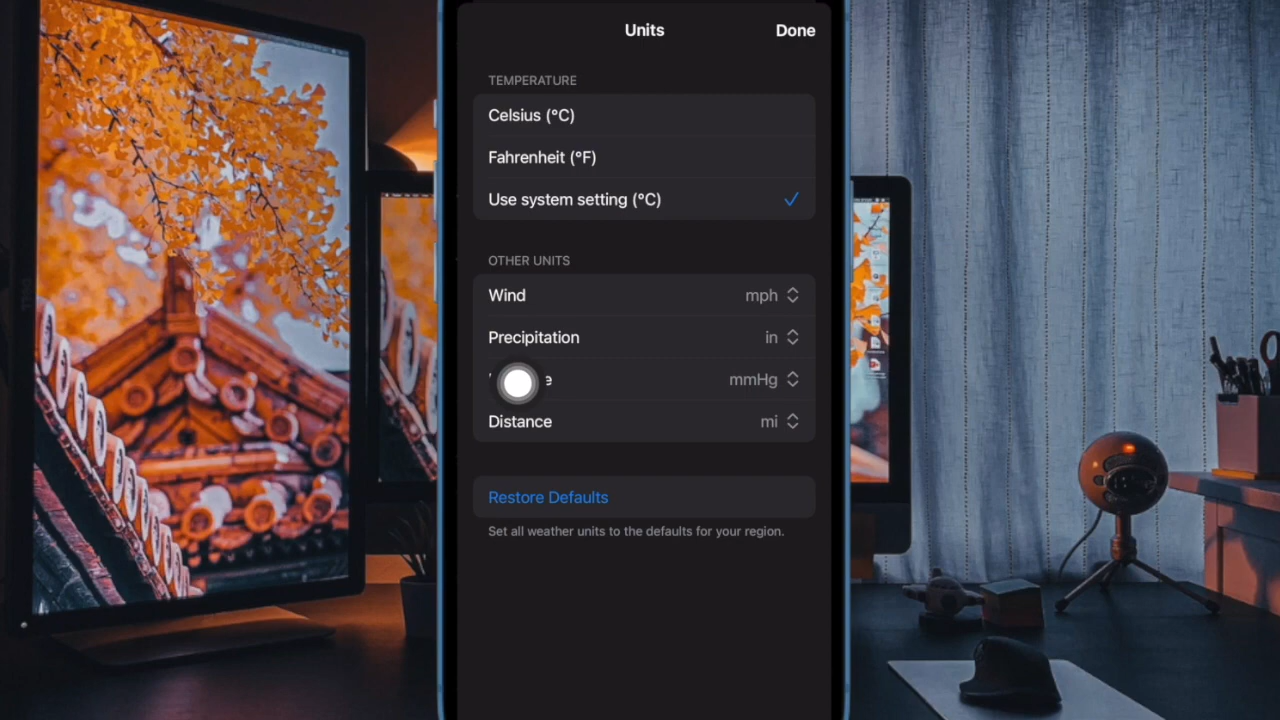 Units
Done
TEMPERATURE
Celsius (°C)
Fahrenheit (°F)
Use system setting (°C)
OTHER UNITS
Wind
mph
Precipitation
in
mmHg
Distance
mi
Restore Defaults
Set all weather units to the defaults for your region.